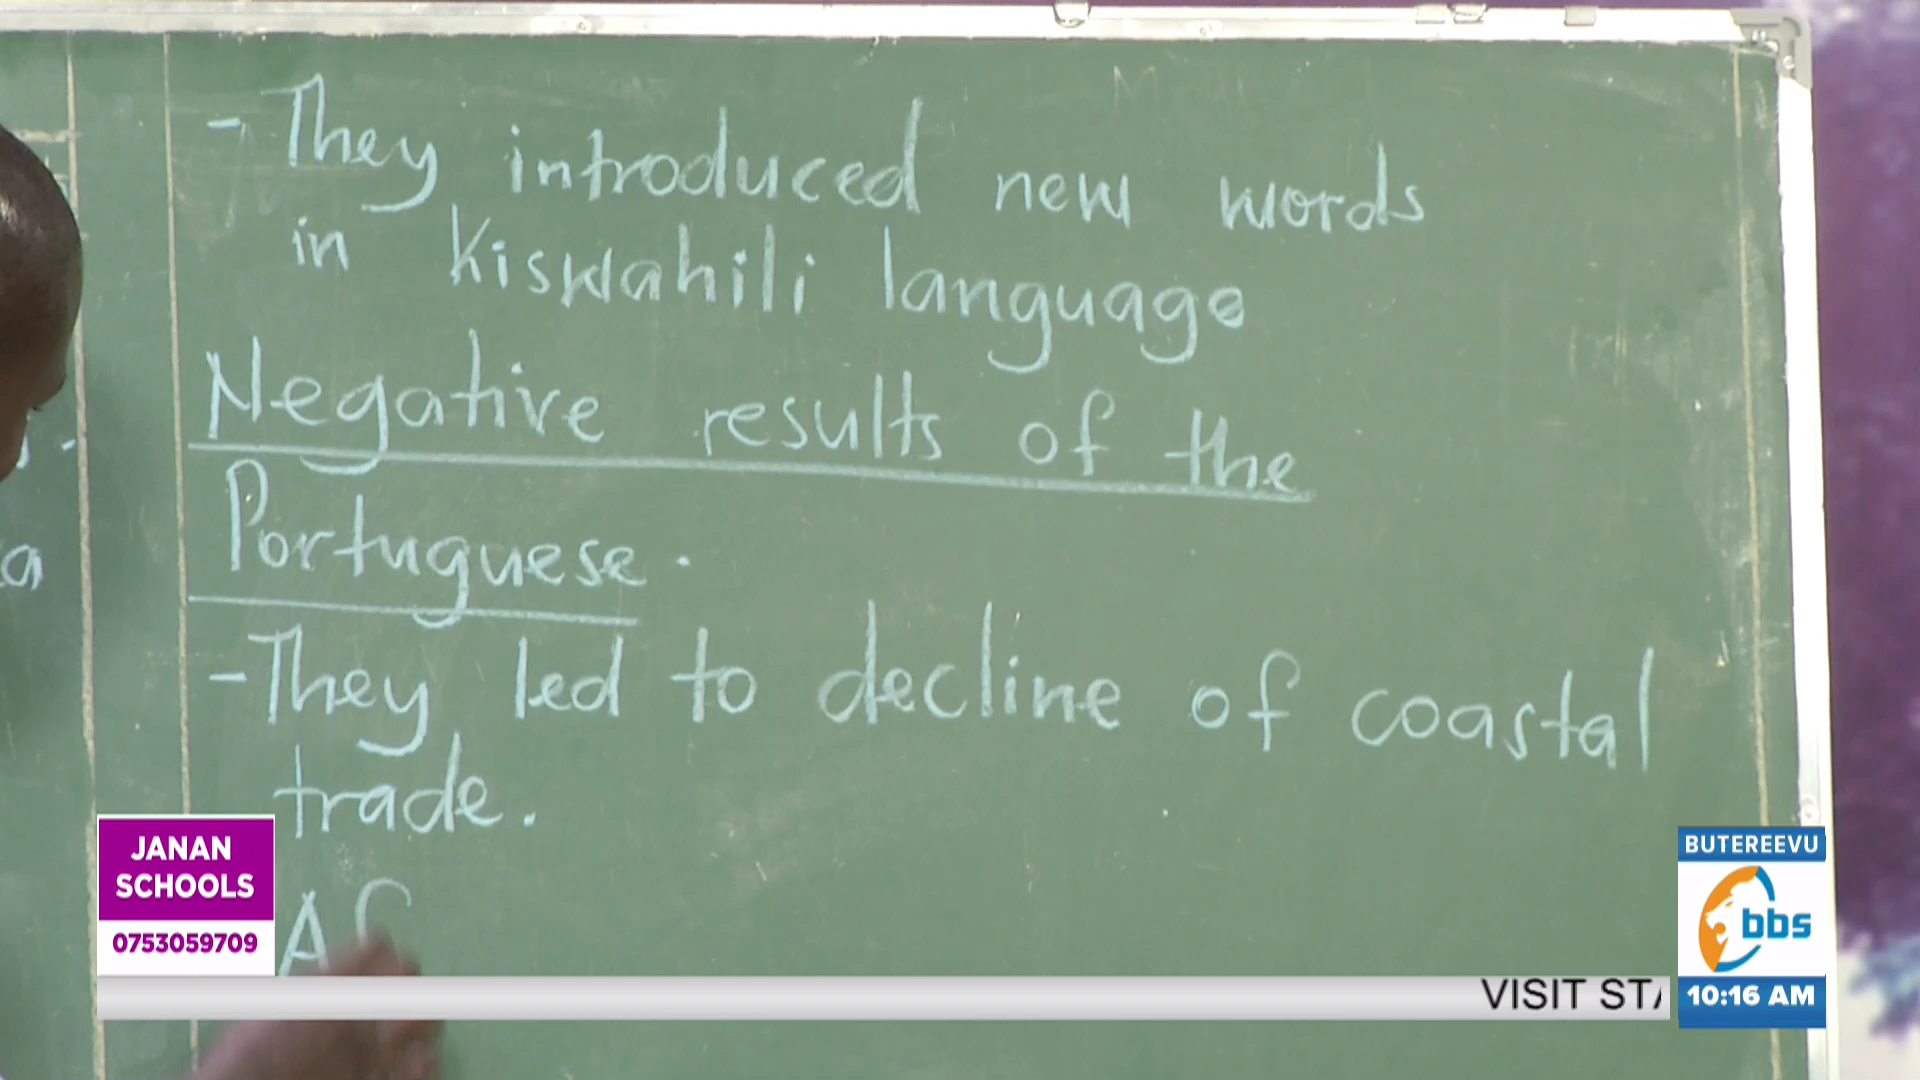 - They introduced new words
in Kiswahili language
Negative results of the
Portuguese.
- They led to decline of coastal
trade.
JANAN
SCHOOLS
0753059709
BUTEREEVU
bbs
10:16 AM
VISIT